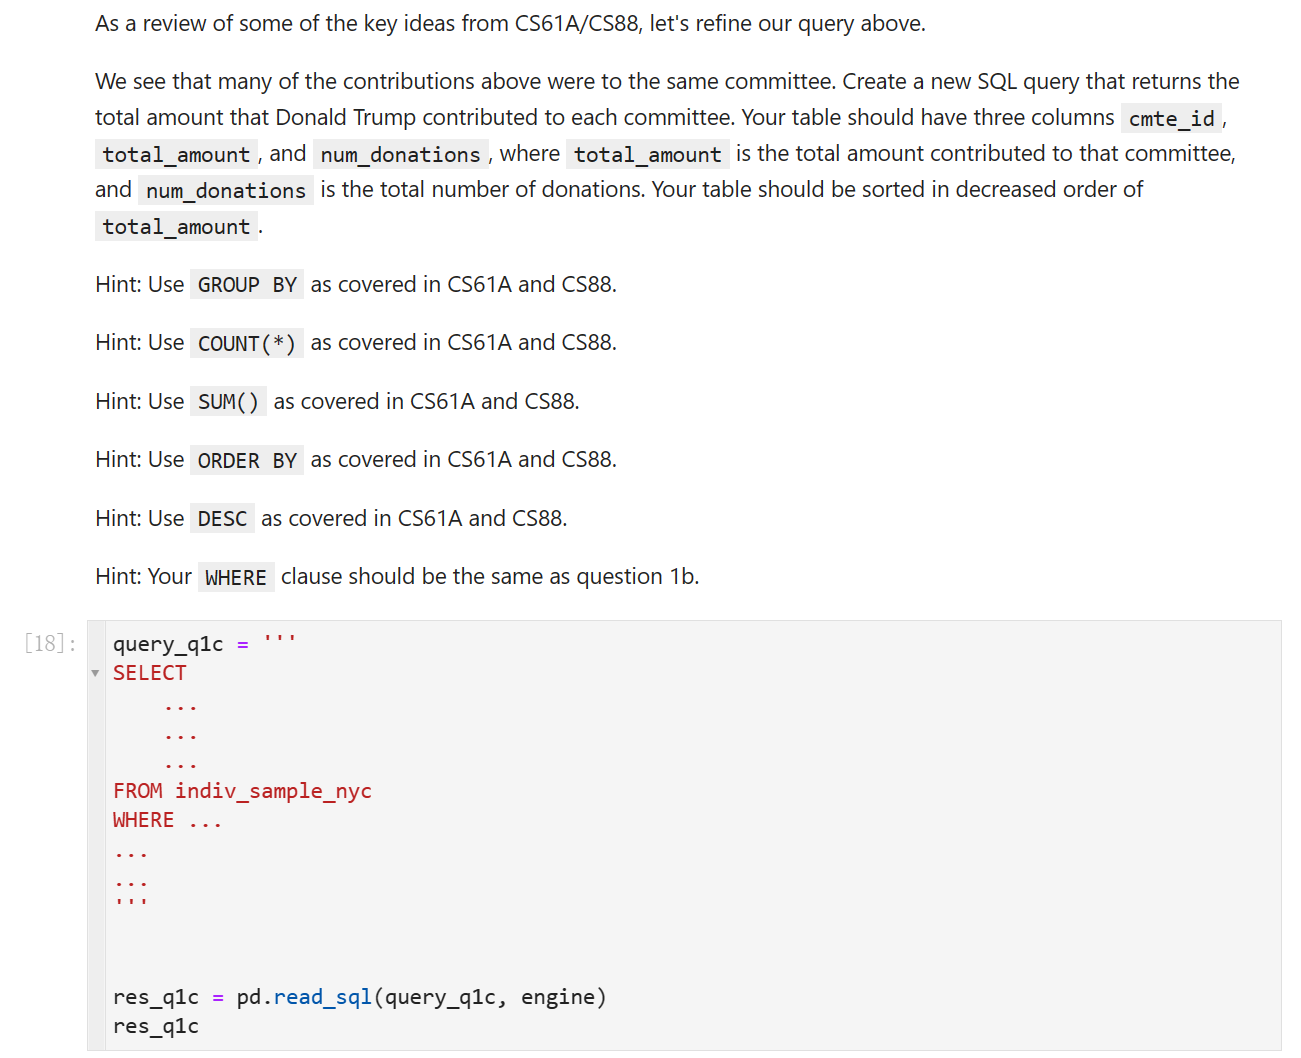 As a review of some of the key ideas from CS61A/CS88, let's refine our query above.
We see that many of the contributions above were to the same committee. Create a new SQL query that returns the
total amount that Donald Trump contributed to each committee. Your table should have three columns cmte_id ,
total_amount , and num_donations , where total_amount is the total amount contributed to that committee,
and num_donations is the total number of donations. Your table should be sorted in decreased order of
total_amount .
Hint: Use GROUP BY as covered in CS61A and CS88.
Hint: Use COUNT(*) as covered in CS61A and CS88.
Hint: Use SUM() as covered in CS61A and CS88.
Hint: Use ORDER BY as covered in CS61A and CS88.
Hint: Use DESC as covered in CS61A and CS88.
Hint: Your WHERE clause should be the same as question 1b.
[18]: query_q1c = '''
SELECT
    ...
    ...
    ...
FROM indiv_sample_nyc
WHERE ...
...
...
'''
res_q1c = pd.read_sql(query_q1c, engine)
res_q1c